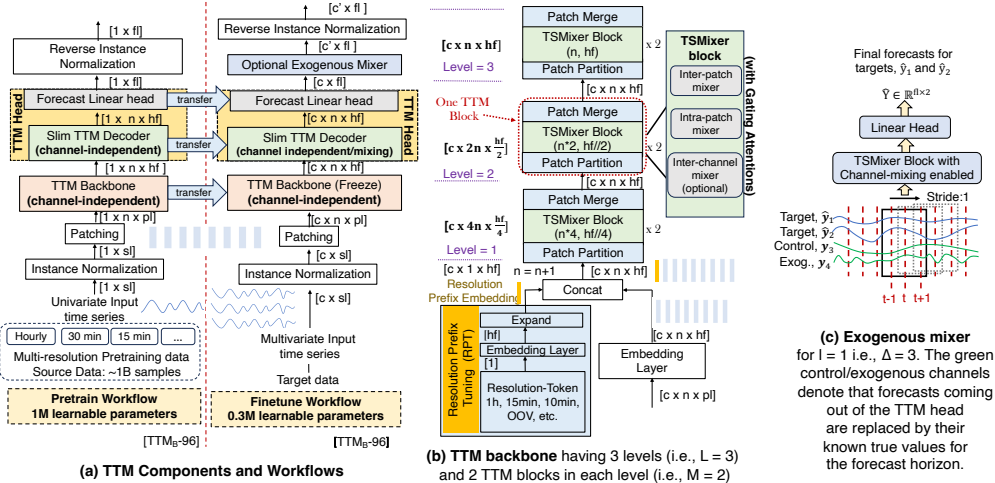 [1 x fl]
Reverse Instance
Normalization
[1 x fl]
Forecast Linear head
[1 x n x hf]
Slim TTM Decoder
(channel-independent)
TTM Head
[1 x n x hf]
TTM Backbone
(channel-independent)
[1 x n x pl]
Patching
[1 x sl]
Instance Normalization
[1 x sl]
Univariate Input
time series
Hourly
30 min
15 min
...
Multi-resolution Pretraining data
Source Data: ~1B samples
Pretrain Workflow
1M learnable parameters
[TTM_B-96]
transfer
transfer
transfer
[c' x fl]
Reverse Instance Normalization
[c' x fl]
Optional Exogenous Mixer
[c x fl]
Forecast Linear head
[c x n x hf]
Slim TTM Decoder
(channel independent/mixing)
TTM Head
[c x n x hf]
TTM Backbone (Freeze)
(channel-independent)
[c x n x pl]
Patching
[c x sl]
Instance Normalization
[c x sl]
Multivariate Input
time series
Target data
Finetune Workflow
0.3M learnable parameters
[TTM_B-96]
(a) TTM Components and Workflows
Patch Merge
TSMixer Block
(n, hf)
Patch Partition
x 2
[c x n x hf]
Level = 3
[c x n x hf]
One TTM
Block
Patch Merge
TSMixer Block
(n*2, hf//2)
Patch Partition
x 2
[c x 2n x hf/2]
Level = 2
[c x n x hf]
Patch Merge
TSMixer Block
(n*4, hf//4)
Patch Partition
x 2
[c x 4n x hf/4]
Level = 1
[c x 1 x hf]
n = n+1
[c x n x hf]
Resolution
Prefix Embedding
Concat
Resolution Prefix
Tuning (RPT)
Expand
|hf|
Embedding Layer
[1]
Resolution-Token
1h, 15min, 10min,
OOV, etc.
[c x n x hf]
Embedding
Layer
[c x n x pl]
TSMixer
block
Inter-patch
mixer
Intra-patch
mixer
Inter-channel
mixer
(optional)
(with Gating Attentions)
(b) TTM backbone having 3 levels (i.e., L = 3)
and 2 TTM blocks in each level (i.e., M = 2)
Final forecasts for
targets, ŷ₁ and ŷ₂
Ŷ ∈ ℝ^{fl×2}
Linear Head
TSMixer Block with
Channel-mixing enabled
Stride:1
Target, ŷ₁
Target, ŷ₂
Control, y₃
Exog., y₄
t-1 t t+1
(c) Exogenous mixer
for l = 1 i.e., Δ = 3. The green
control/exogenous channels
denote that forecasts coming
out of the TTM head
are replaced by their
known true values for
the forecast horizon.